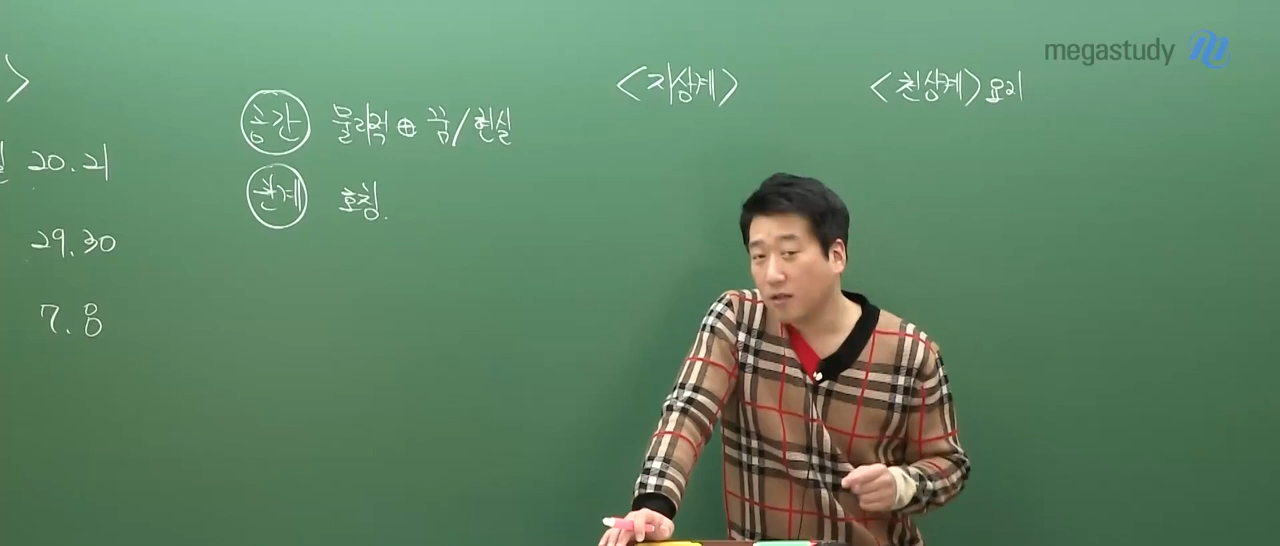 megastudy
>
<지상계> <천상계> 요리
공간 물리적 ⊕ 꿈/현실
20.21
관계 호칭.
29.30
7.8